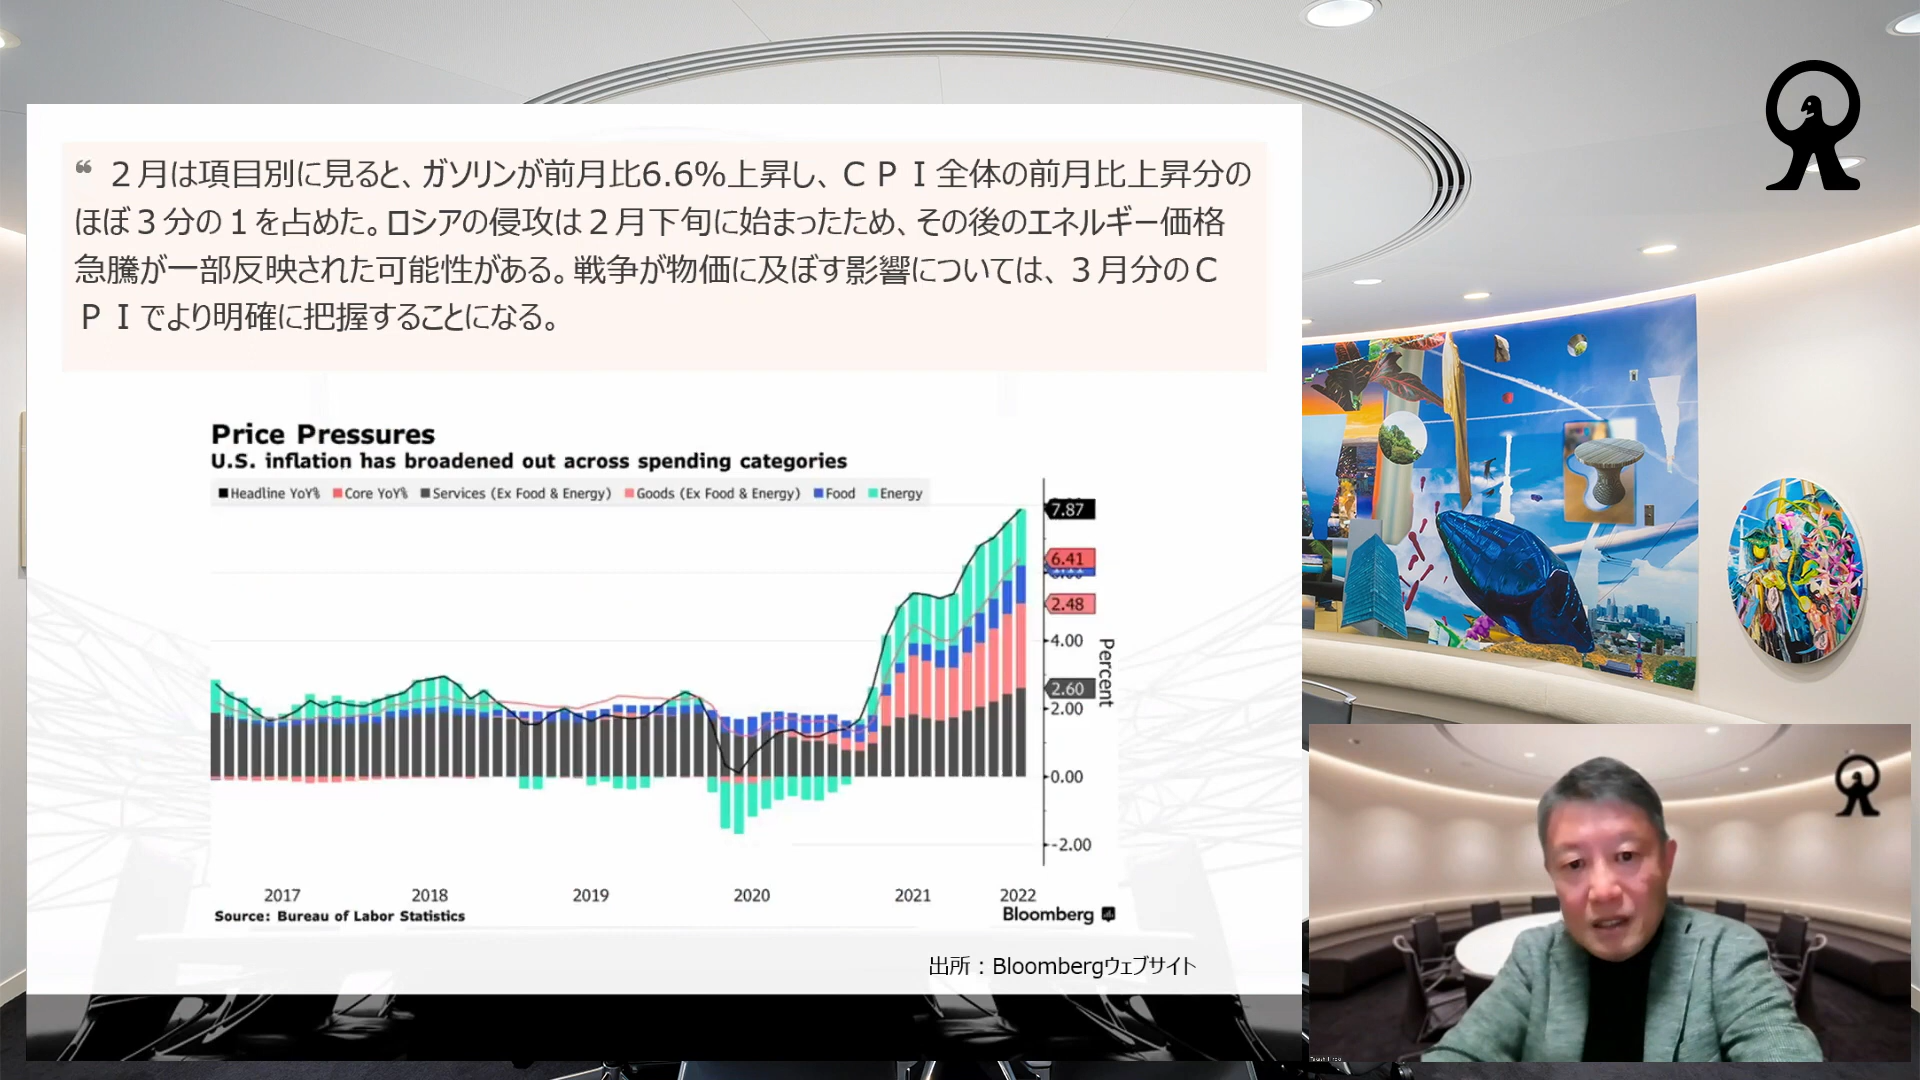 ❝ ２月は項目別に見ると、ガソリンが前月比6.6%上昇し、ＣＰＩ全体の前月比上昇分の
ほぼ３分の１を占めた。ロシアの侵攻は２月下旬に始まったため、その後のエネルギー価格
急騰が一部反映された可能性がある。戦争が物価に及ぼす影響については、３月分のＣ
ＰＩでより明確に把握することになる。
Price Pressures
U.S. inflation has broadened out across spending categories
Headline YoY% Core YoY% Services (Ex Food & Energy) Goods (Ex Food & Energy) Food Energy
7.87
6.41
2.48
4.00
2.60
2.00
0.00
-2.00
Percent
2017 2018 2019 2020 2021 2022
Source: Bureau of Labor Statistics
Bloomberg
出所：Bloombergウェブサイト